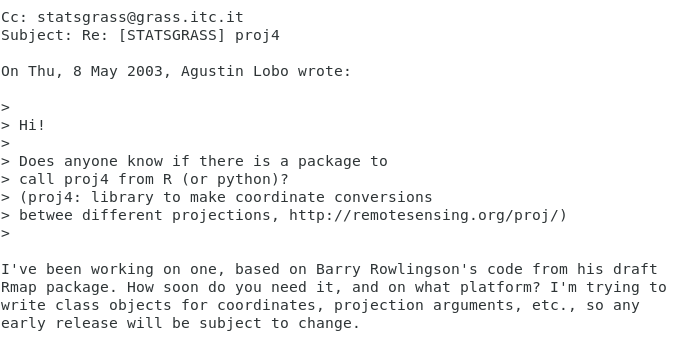 Cc: statsgrass@grass.itc.it
Subject: Re: [STATSGRASS] proj4
On Thu, 8 May 2003, Agustin Lobo wrote:
>
> Hi!
>
> Does anyone know if there is a package to
> call proj4 from R (or python)?
> (proj4: library to make coordinate conversions
> betwee different projections, http://remotesensing.org/proj/)
>
I've been working on one, based on Barry Rowlingson's code from his draft
Rmap package. How soon do you need it, and on what platform? I'm trying to
write class objects for coordinates, projection arguments, etc., so any
early release will be subject to change.